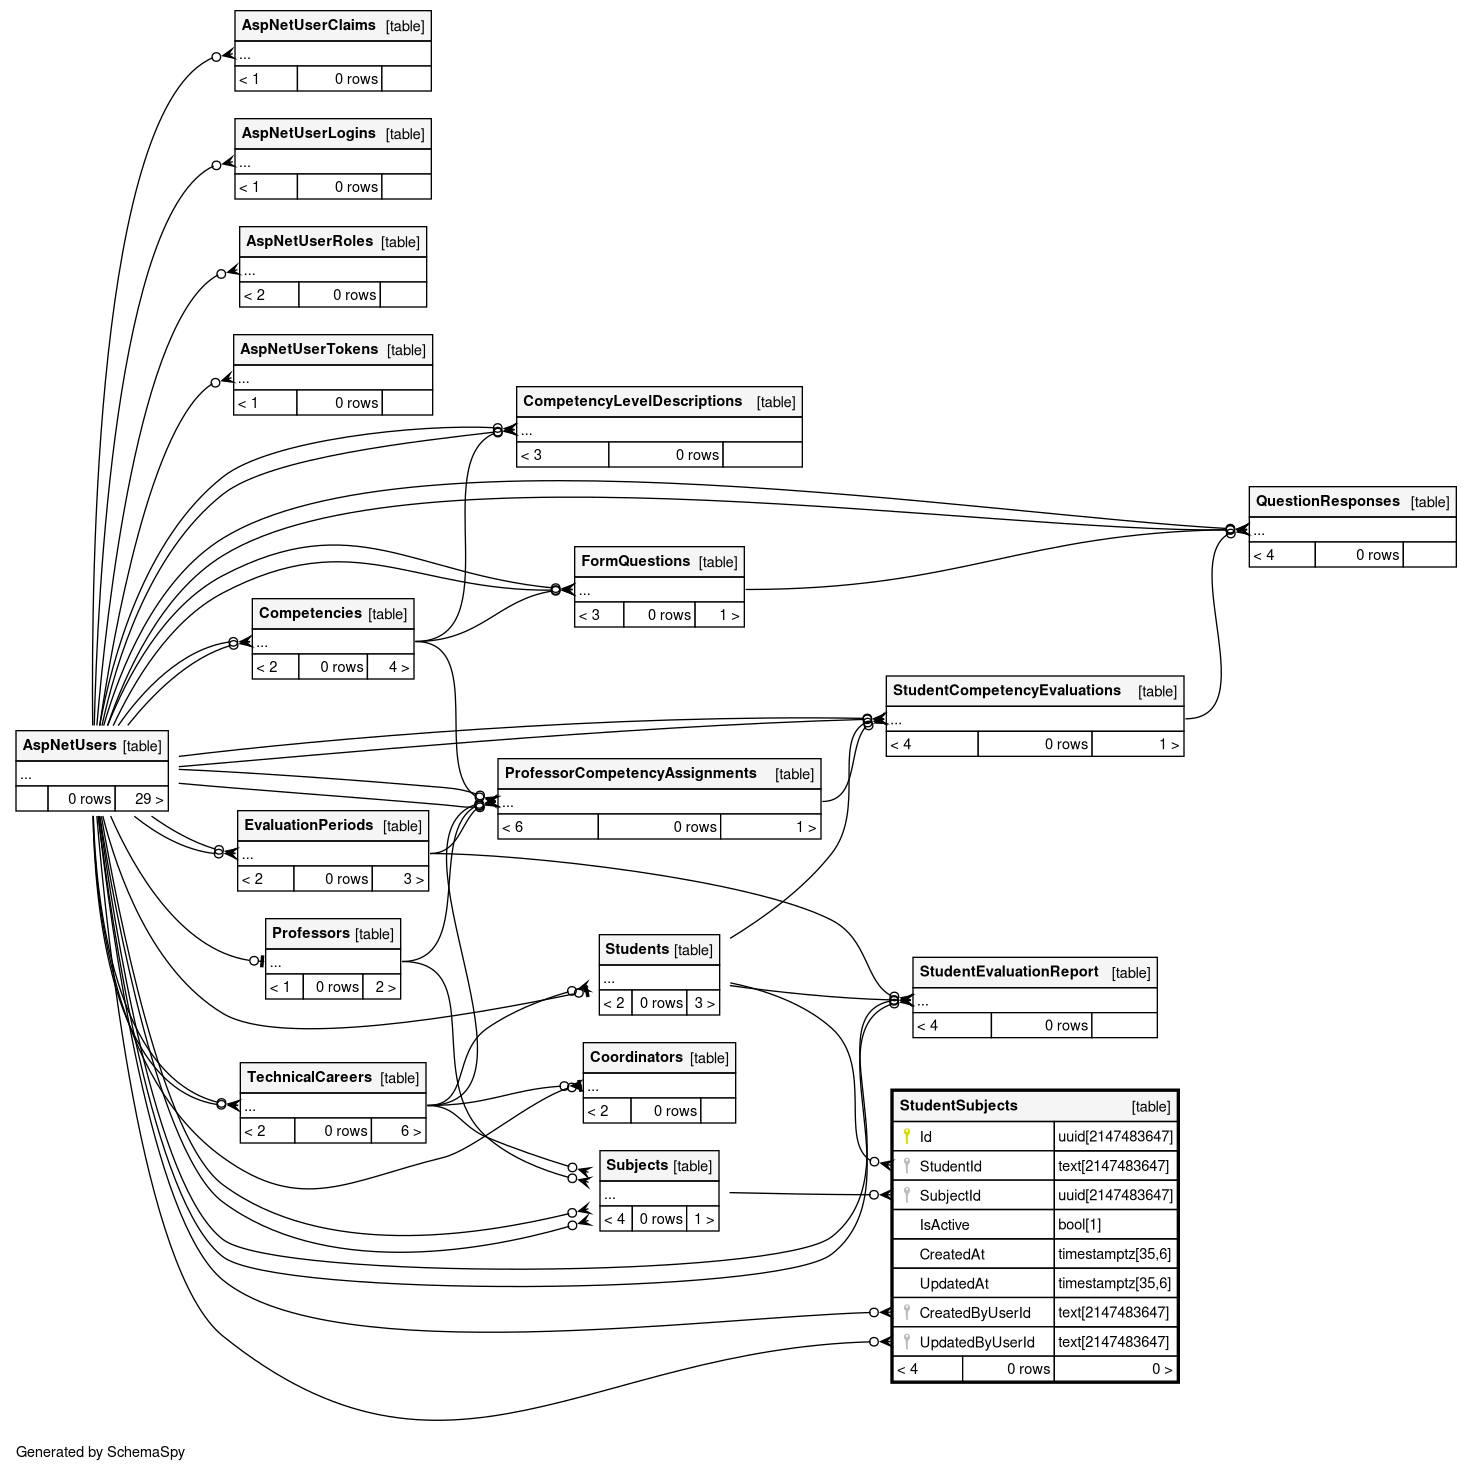 AspNetUserClaims [table]
...
< 1 0 rows
AspNetUserLogins [table]
...
< 1 0 rows
AspNetUserRoles [table]
...
< 2 0 rows
AspNetUserTokens [table]
...
< 1 0 rows
CompetencyLevelDescriptions [table]
...
< 3 0 rows
QuestionResponses [table]
...
< 4 0 rows
FormQuestions [table]
...
< 3 0 rows 1 >
Competencies [table]
...
< 2 0 rows 4 >
StudentCompetencyEvaluations [table]
...
< 4 0 rows 1 >
AspNetUsers [table]
...
0 rows 29 >
ProfessorCompetencyAssignments [table]
...
< 6 0 rows 1 >
EvaluationPeriods [table]
...
< 2 0 rows 3 >
Professors [table]
...
< 1 0 rows 2 >
Students [table]
...
< 2 0 rows 3 >
StudentEvaluationReport [table]
...
< 4 0 rows
Coordinators [table]
...
< 2 0 rows
TechnicalCareers [table]
...
< 2 0 rows 6 >
Subjects [table]
...
< 4 0 rows 1 >
StudentSubjects [table]
Id uuid[2147483647]
StudentId text[2147483647]
SubjectId uuid[2147483647]
IsActive bool[1]
CreatedAt timestamptz[35,6]
UpdatedAt timestamptz[35,6]
CreatedByUserId text[2147483647]
UpdatedByUserId text[2147483647]
< 4 0 rows 0 >
Generated by SchemaSpy